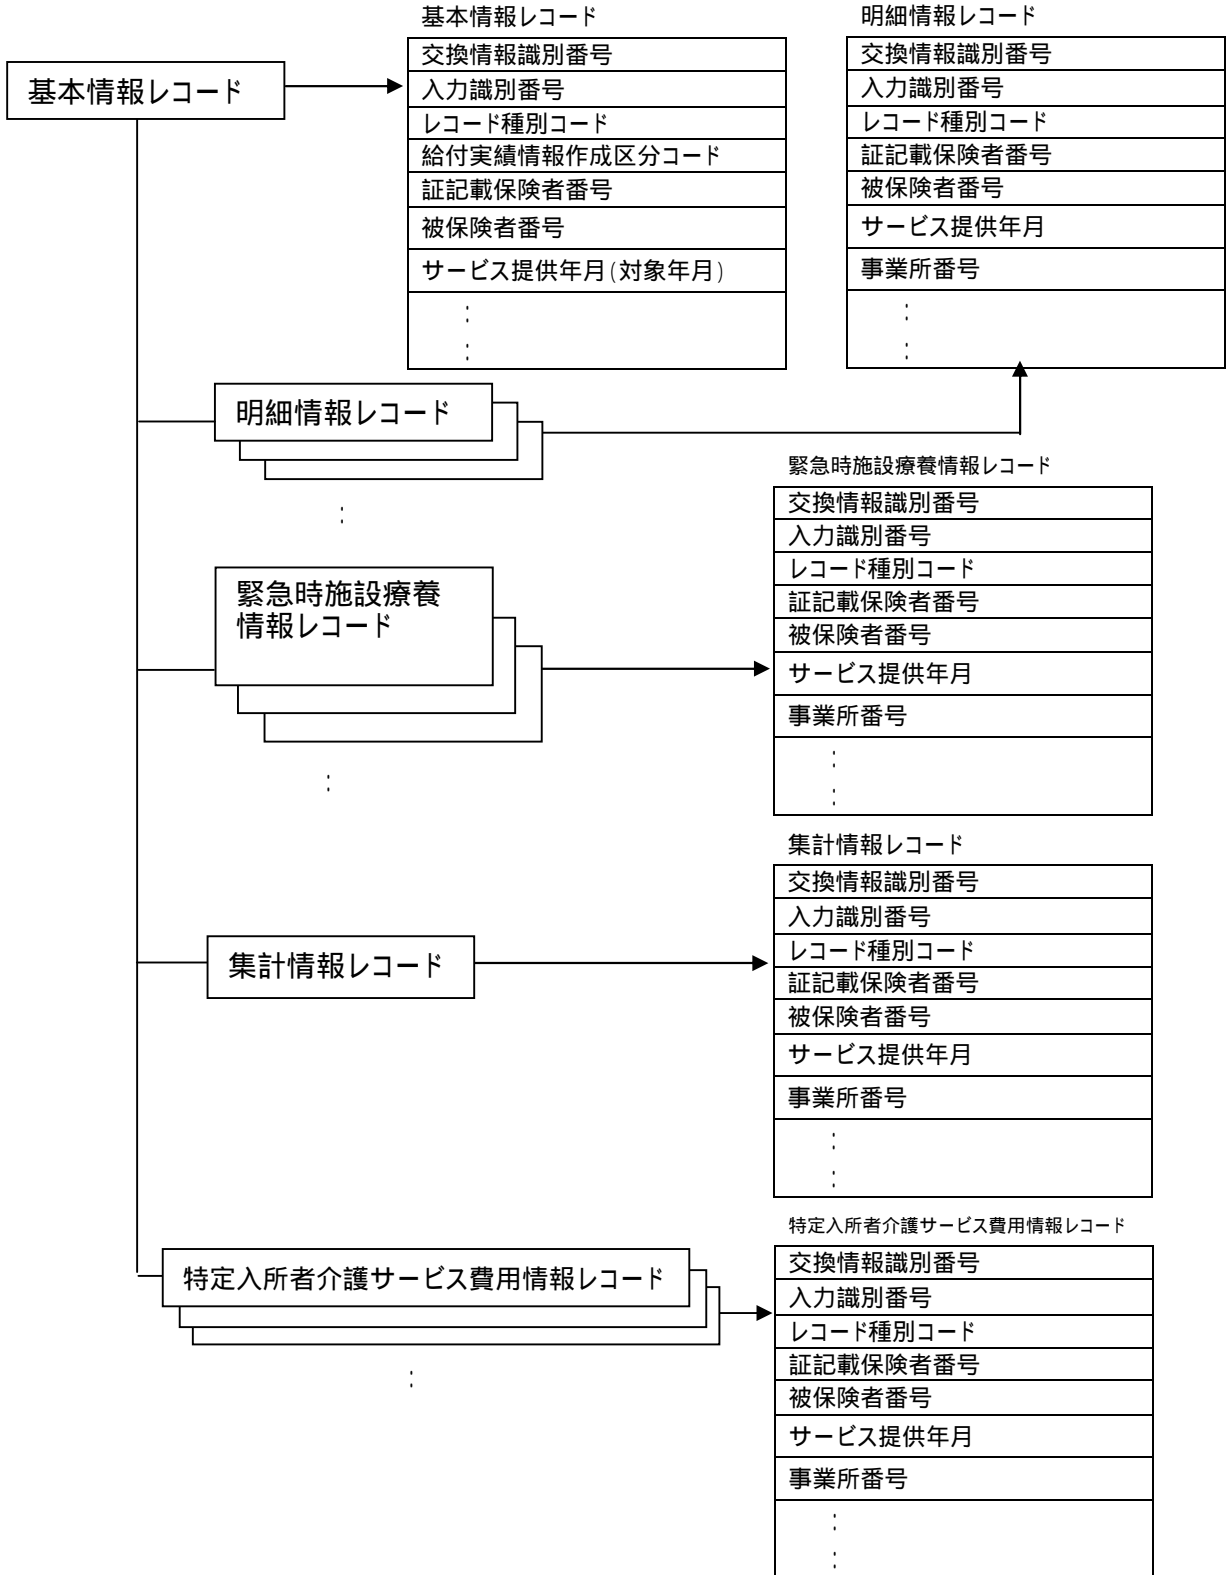 基本情報レコード
基本情報レコード
交換情報識別番号
入力識別番号
レコード種別コード
給付実績情報作成区分コード
証記載保険者番号
被保険者番号
サービス提供年月(対象年月)
:
:
明細情報レコード
交換情報識別番号
入力識別番号
レコード種別コード
証記載保険者番号
被保険者番号
サービス提供年月
事業所番号
:
:
明細情報レコード
:
緊急時施設療養情報レコード
交換情報識別番号
入力識別番号
レコード種別コード
証記載保険者番号
被保険者番号
サービス提供年月
事業所番号
:
:
緊急時施設療養
情報レコード
:
集計情報レコード
交換情報識別番号
入力識別番号
レコード種別コード
証記載保険者番号
被保険者番号
サービス提供年月
事業所番号
:
:
集計情報レコード
特定入所者介護サービス費用情報レコード
交換情報識別番号
入力識別番号
レコード種別コード
証記載保険者番号
被保険者番号
サービス提供年月
事業所番号
:
:
特定入所者介護サービス費用情報レコード
: